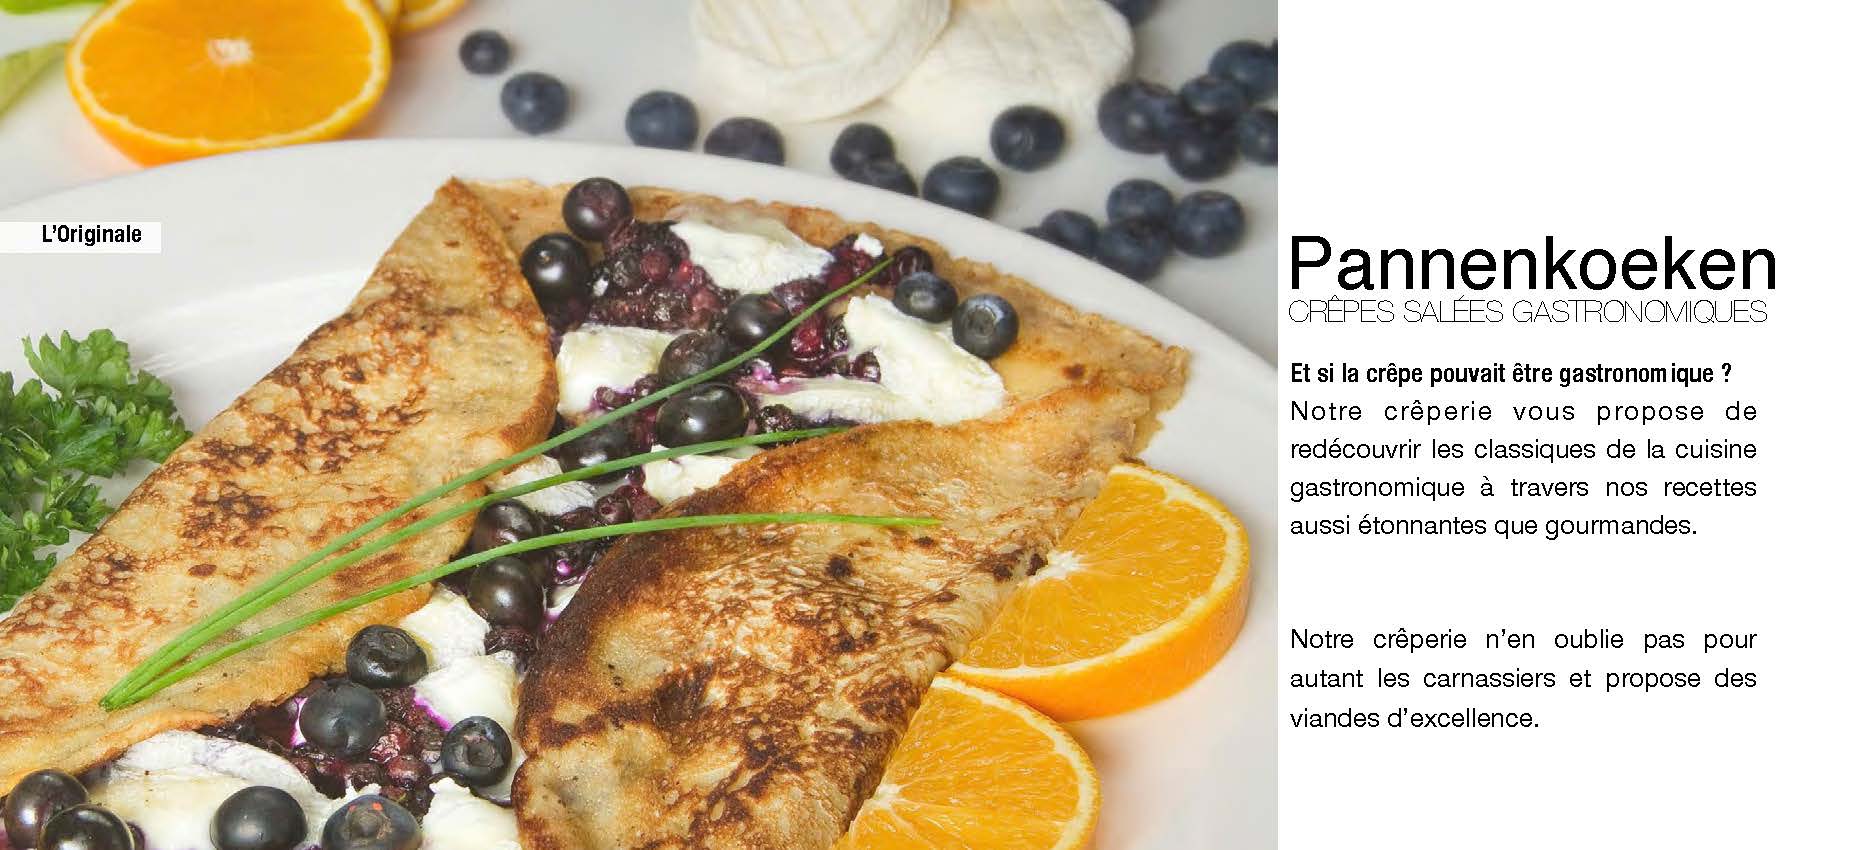 L’Originale
Pannenkoeken
CRÊPES SALÉES GASTRONOMIQUES
Et si la crêpe pouvait être gastronomique ?
Notre crêperie vous propose de
redécouvrir les classiques de la cuisine
gastronomique à travers nos recettes
aussi étonnantes que gourmandes.
Notre crêperie n’en oublie pas pour
autant les carnassiers et propose des
viandes d’excellence.